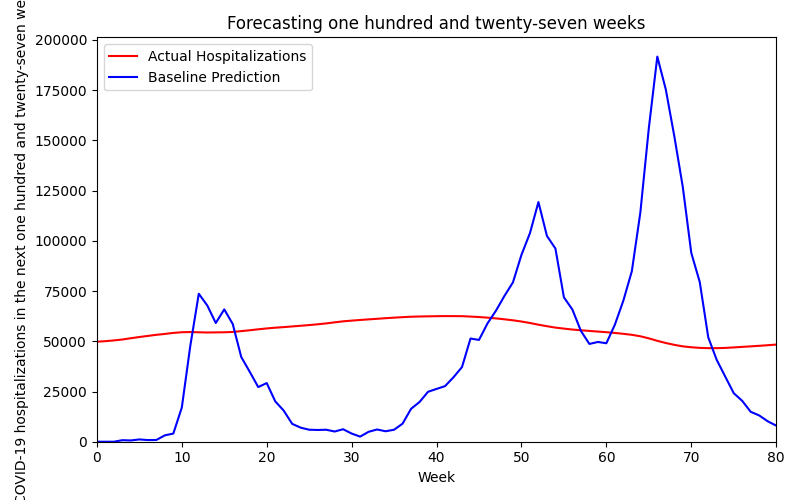 Forecasting one hundred and twenty-seven weeks
Actual Hospitalizations
Baseline Prediction
COVID-19 hospitalizations in the next one hundred and twenty-seven
200000
175000
150000
125000
100000
75000
50000
25000
0
0 10 20 30 40 50 60 70 80
Week